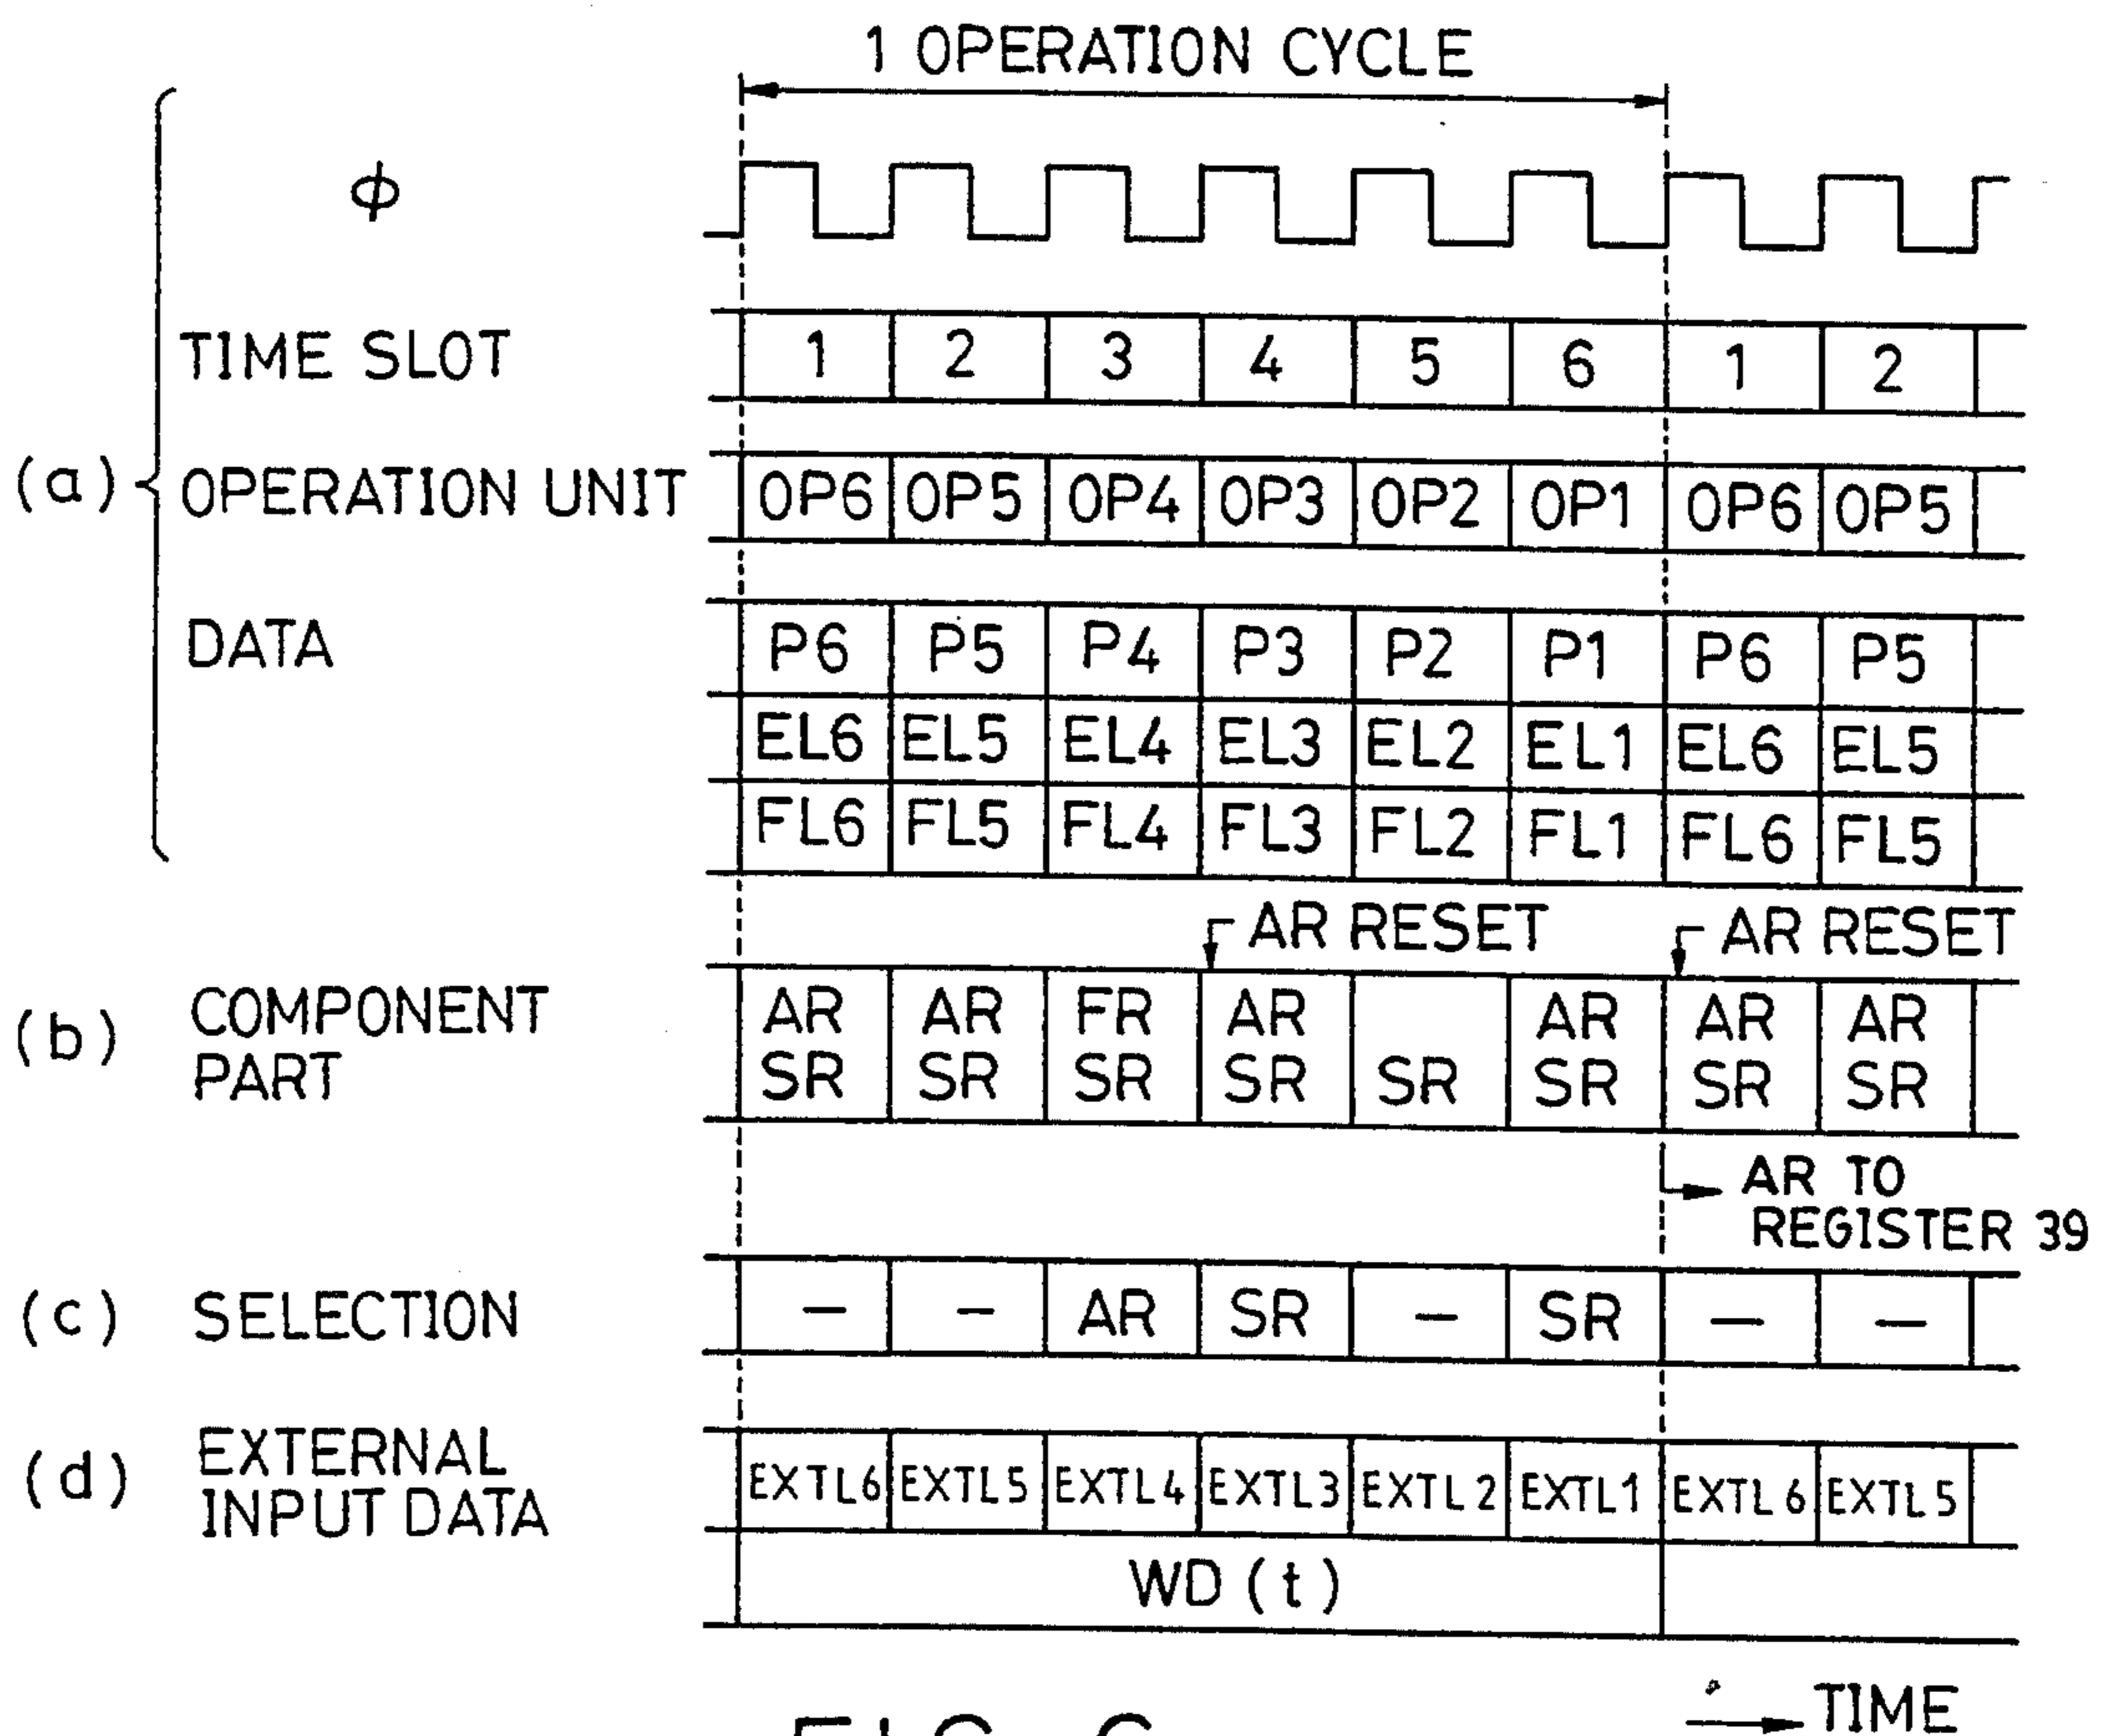 1 OPERATION CYCLE
ϕ
TIME SLOT 1 2 3 4 5 6 1 2
(a) OPERATION UNIT OP6 OP5 OP4 OP3 OP2 OP1 OP6 OP5
DATA P6 P5 P4 P3 P2 P1 P6 P5
EL6 EL5 EL4 EL3 EL2 EL1 EL6 EL5
FL6 FL5 FL4 FL3 FL2 FL1 FL6 FL5
AR RESET AR RESET
(b) COMPONENT AR AR FR AR AR AR AR
PART SR SR SR SR SR SR SR SR
AR TO
REGISTER 39
(c) SELECTION – – AR SR – SR – –
(d) EXTERNAL
INPUT DATA EXTL6 EXTL5 EXTL4 EXTL3 EXTL2 EXTL1 EXTL6 EXTL5
WD (t)
TIME